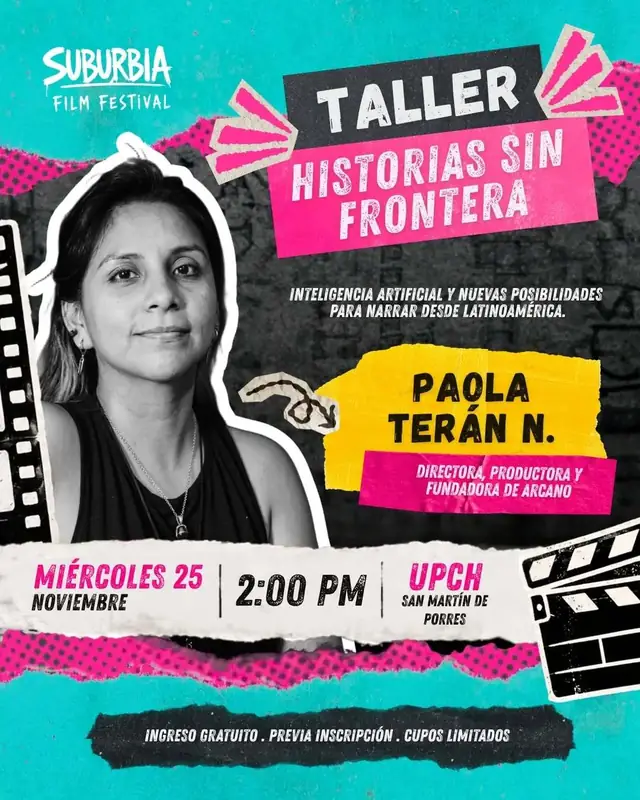 SUBURBIA
FILM FESTIVAL
TALLER
HISTORIAS SIN
FRONTERA
INTELIGENCIA ARTIFICIAL Y NUEVAS POSIBILIDADES
PARA NARRAR DESDE LATINOAMÉRICA.
PAOLA
TERÁN N.
DIRECTORA, PRODUCTORA Y
FUNDADORA DE ARCANO
MIÉRCOLES 25
NOVIEMBRE
2:00 PM
UPCH
SAN MARTÍN DE
PORRES
INGRESO GRATUITO . PREVIA INSCRIPCIÓN . CUPOS LIMITADOS